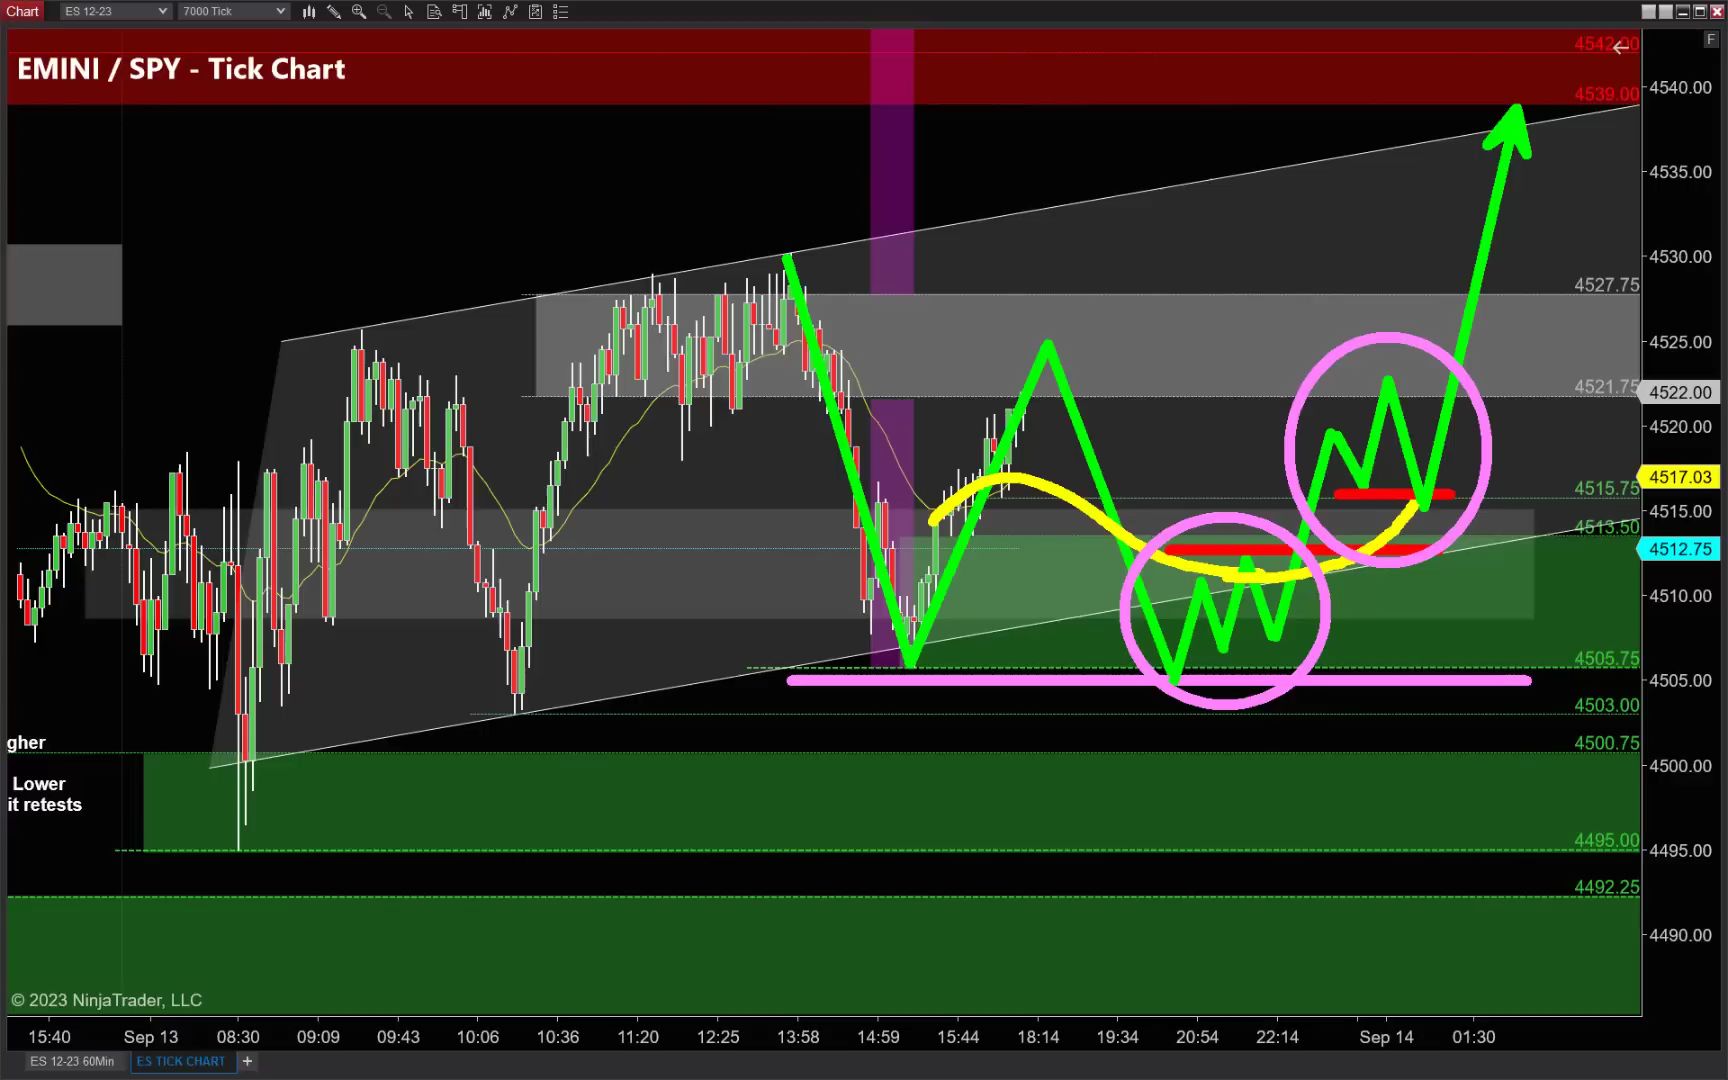 Chart
ES 12-23
7000 Tick
F
EMINI / SPY - Tick Chart
4542.00
4539.00
4527.75
4521.75
4515.75
4513.50
4505.75
4503.00
4500.75
4495.00
4492.25
4540.00
4535.00
4530.00
4525.00
4522.00
4520.00
4517.03
4515.00
4512.75
4510.00
4505.00
4500.00
4495.00
4490.00
gher
Lower
it retests
© 2023 NinjaTrader, LLC
15:40 Sep 13 08:30 09:09 09:43 10:06 10:36 11:20 12:25 13:58 14:59 15:44 18:14 19:34 20:54 22:14 Sep 14 01:30
ES 12-23 60Min ES TICK CHART +